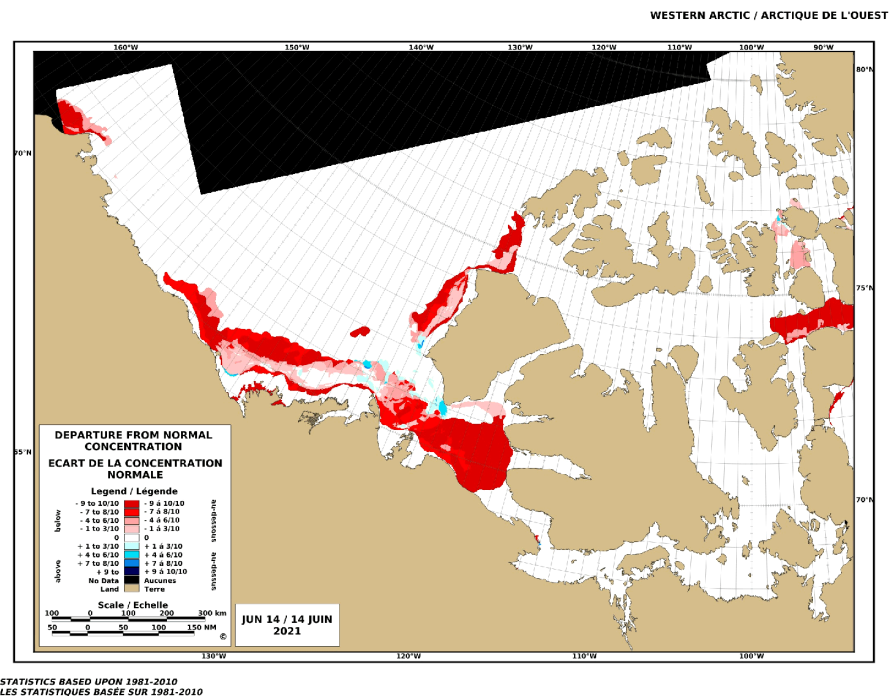 WESTERN ARCTIC / ARCTIQUE DE L'OUEST
160°W 150°W 140°W 130°W 120°W 110°W 100°W 90°W
80°N
70°N
75°N
65°N
70°N
DEPARTURE FROM NORMAL
CONCENTRATION
ECART DE LA CONCENTRATION
NORMALE
Legend / Légende
below
au-dessous
- 9 to 10/10 - 9 á 10/10
- 7 to 8/10 - 7 á 8/10
- 4 to 6/10 - 4 á 6/10
- 1 to 3/10 - 1 á 3/10
0 0
above
au-dessus
+ 1 to 3/10 + 1 á 3/10
+ 4 to 6/10 + 4 á 6/10
+ 7 to 8/10 + 7 á 8/10
+ 9 to + 9 á 10/10
No Data Aucunes
Land Terre
Scale / Echelle
100 0 100 200 300 km
50 0 50 100 150 NM
©
JUN 14 / 14 JUIN
2021
130°W 120°W 110°W 100°W
STATISTICS BASED UPON 1981-2010
LES STATISTIQUES BASÉE SUR 1981-2010